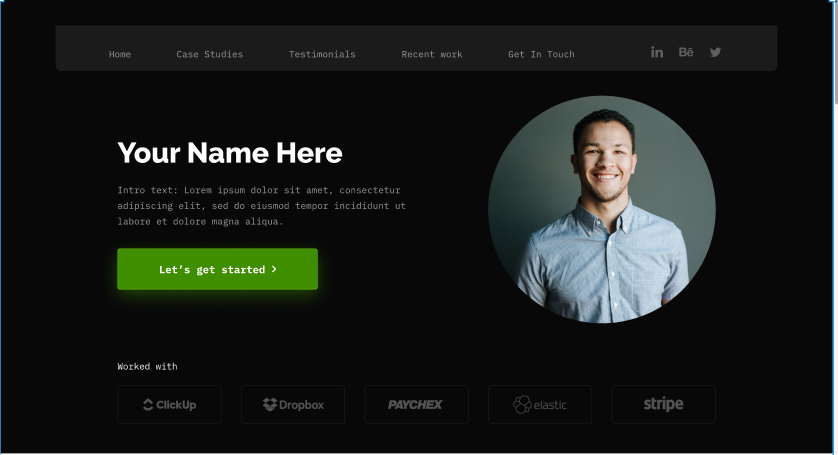 Home Case Studies Testimonials Recent work Get In Touch in Bē
Your Name Here
Intro text: Lorem ipsum dolor sit amet, consectetur
adipiscing elit, sed do eiusmod tempor incididunt ut
labore et dolore magna aliqua.
Let’s get started ›
Worked with
ClickUp Dropbox PAYCHEX elastic stripe